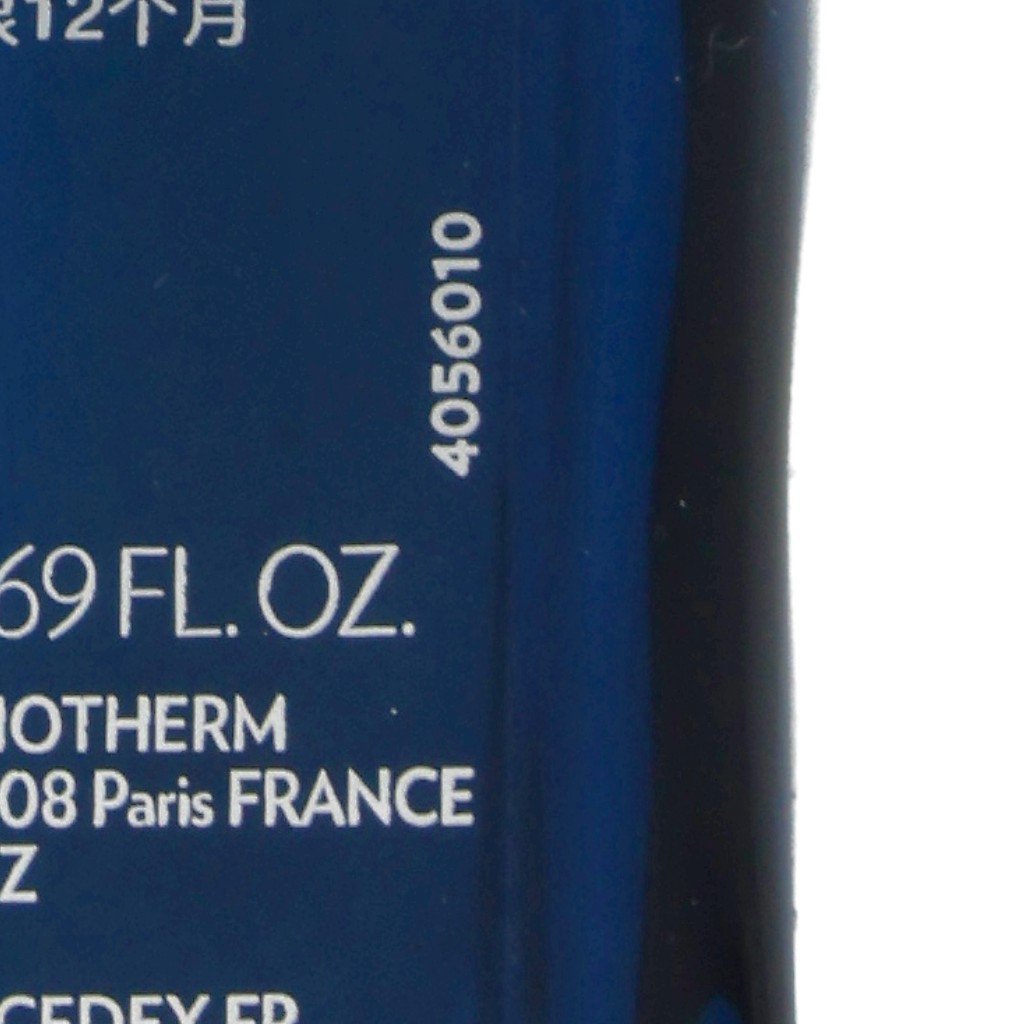 限12个月
4056010
69 FL. OZ.
IOTHERM
08 Paris FRANCE
Z
CEDEX FR